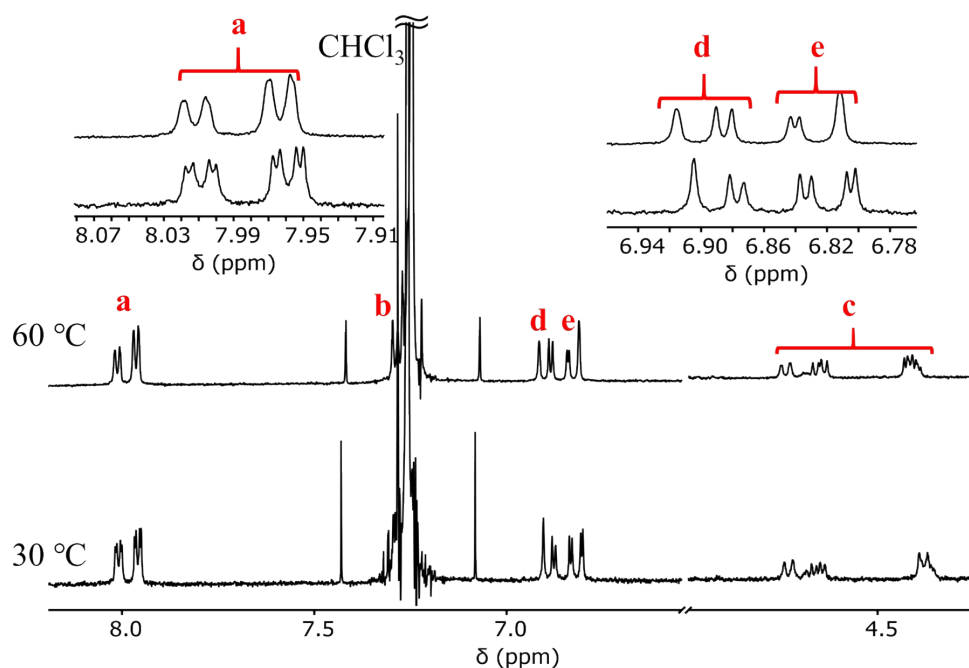 a
CHCl₃
d e
8.07 8.03 7.99 7.95 7.91
δ (ppm)
6.94 6.90 6.86 6.82 6.78
δ (ppm)
60 °C
a b d e c
30 °C
8.0 7.5 7.0 4.5
δ (ppm)